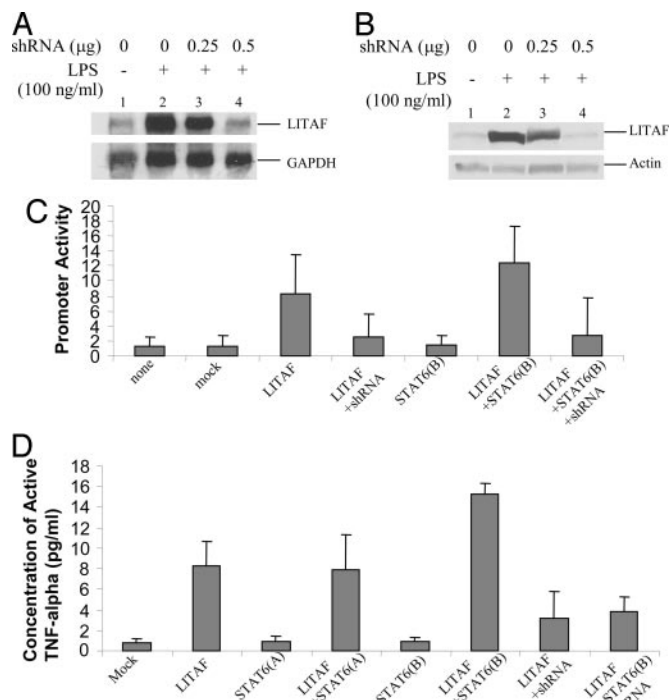 A
shRNA (µg) 0 0 0.25 0.5
LPS - + + +
(100 ng/ml)
1 2 3 4
LITAF
GAPDH
B
shRNA (µg) 0 0 0.25 0.5
LPS - + + +
(100 ng/ml)
1 2 3 4
LITAF
Actin
C
Promoter Activity
20
18
16
14
12
10
8
6
4
2
0
none
mock
LITAF
LITAF
+shRNA
STAT6(B)
LITAF
+STAT6(B)
LITAF
+STAT6(B)
+shRNA
D
Concentration of Active
TNF-alpha (pg/ml)
18
16
14
12
10
8
6
4
2
0
Mock
LITAF
STAT6(A)
LITAF
+STAT6(A)
STAT6(B)
LITAF
+STAT6(B)
LITAF
+shRNA
LITAF